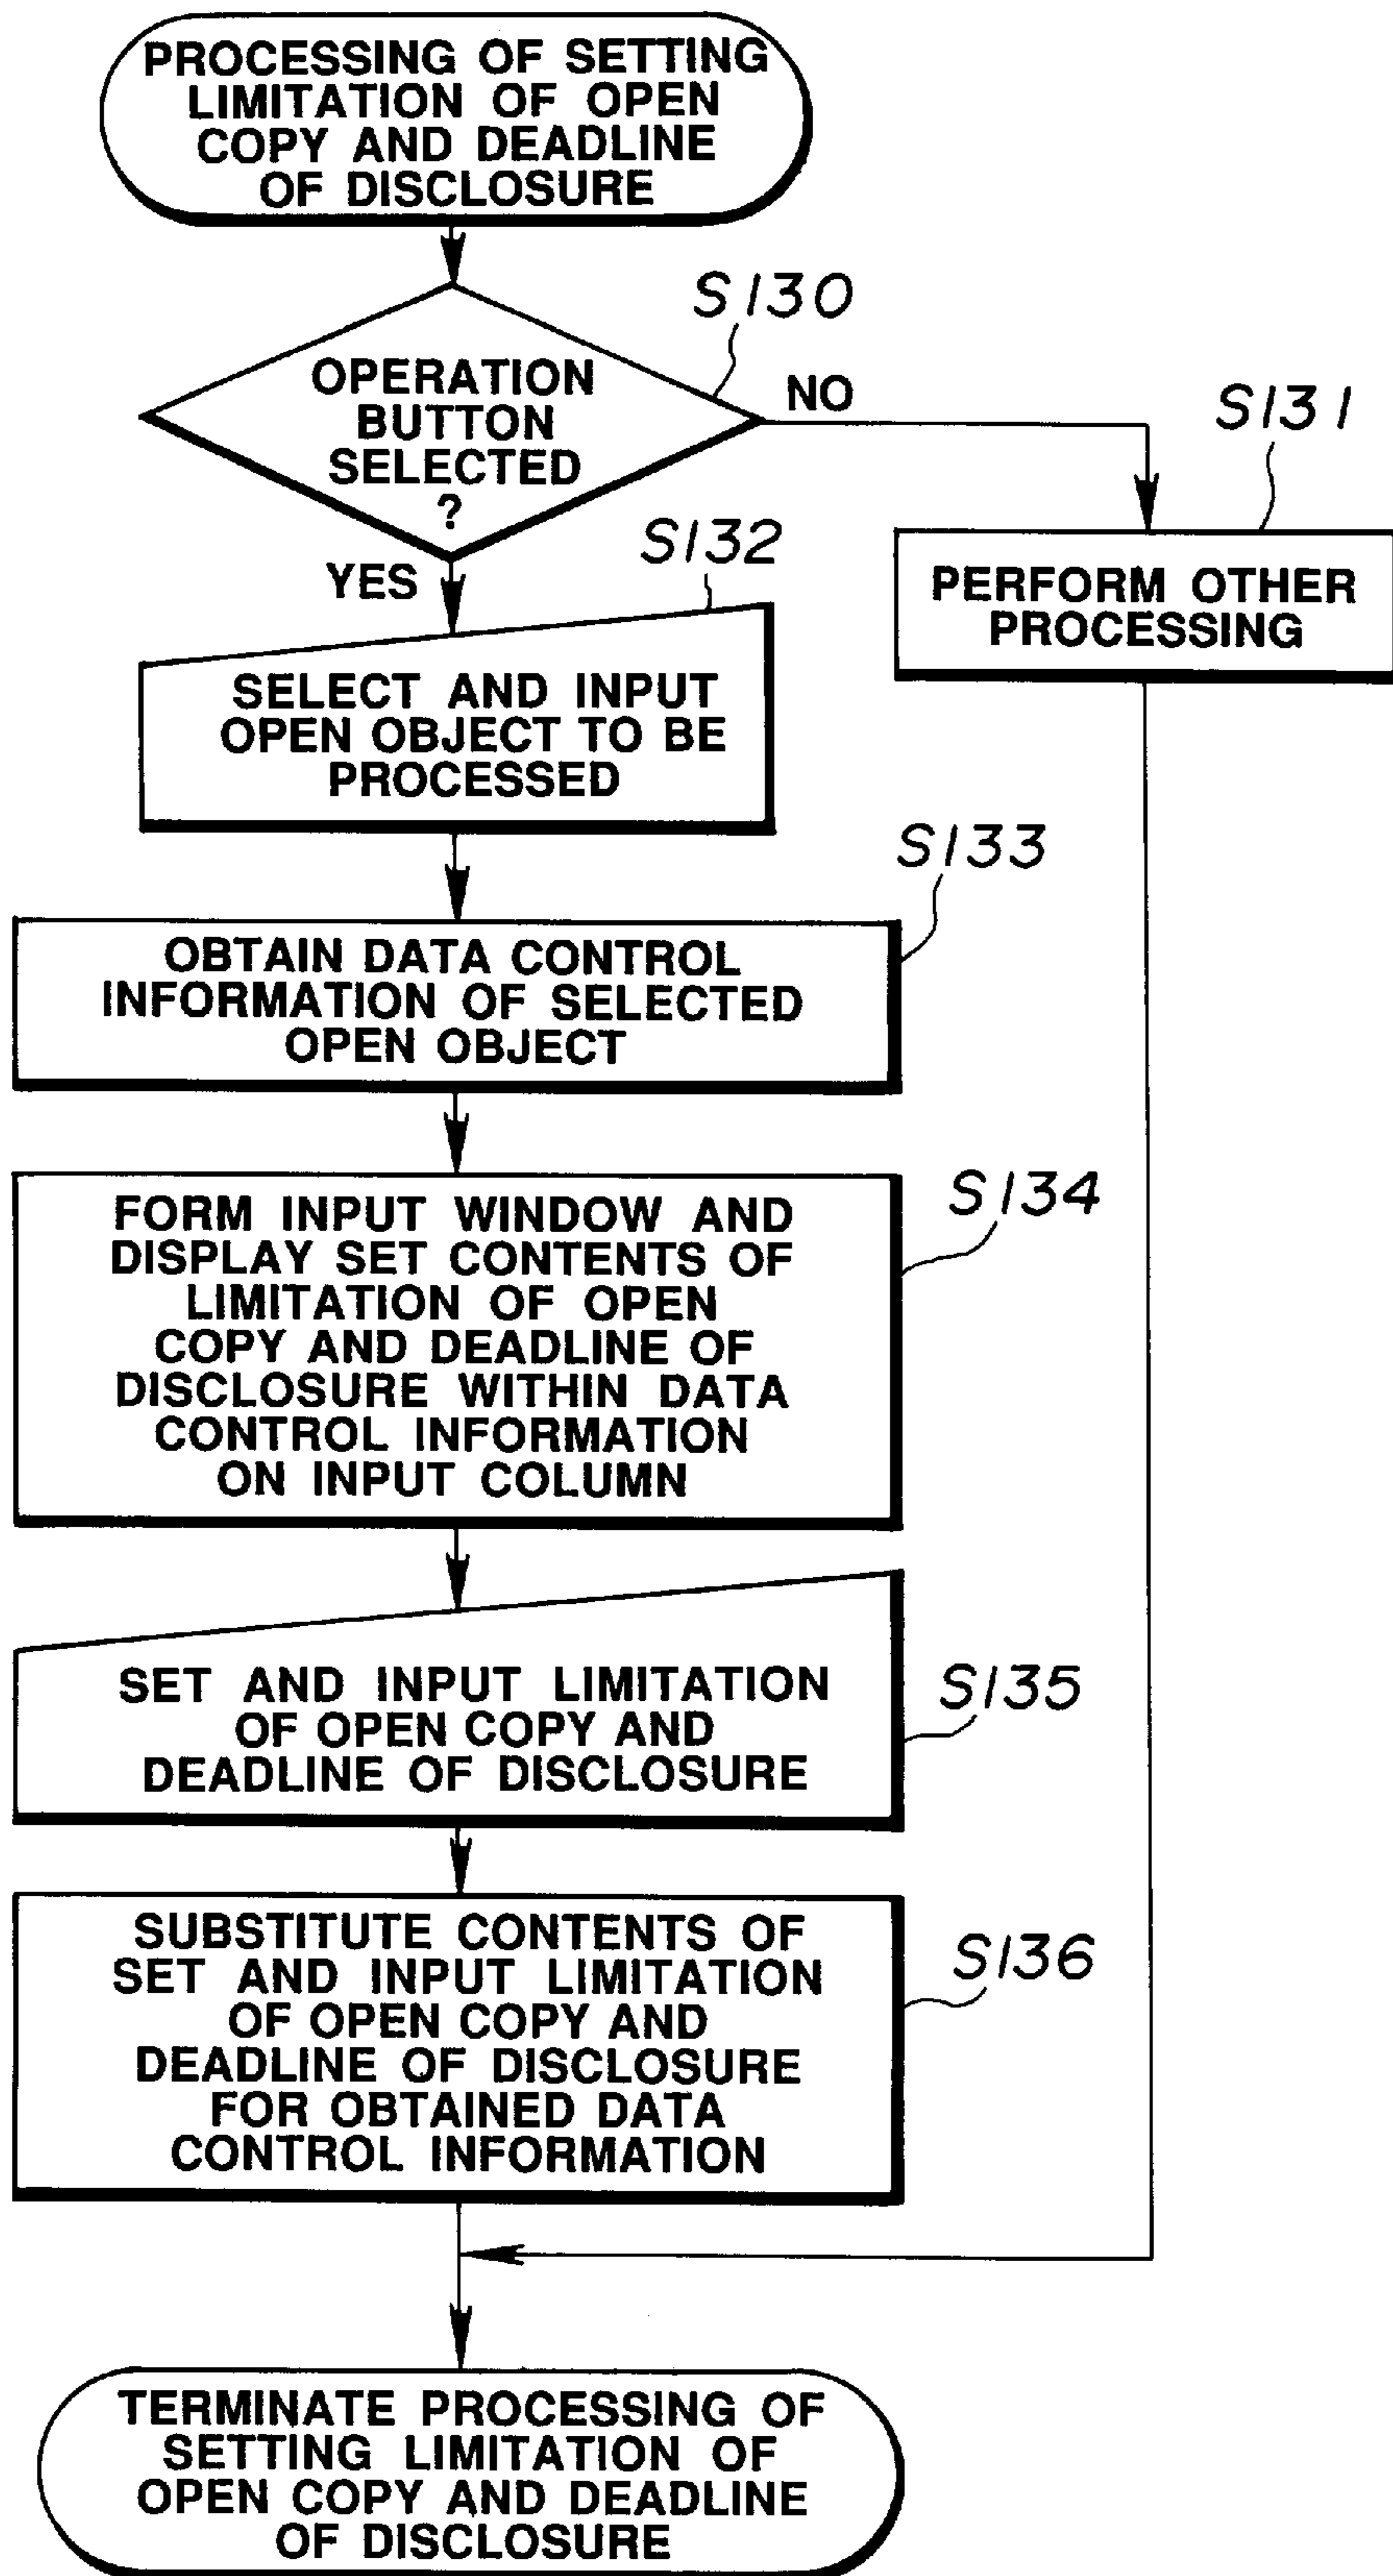 PROCESSING OF SETTING
LIMITATION OF OPEN
COPY AND DEADLINE
OF DISCLOSURE
S130
OPERATION
BUTTON
SELECTED
?
NO
S131
PERFORM OTHER
PROCESSING
YES
S132
SELECT AND INPUT
OPEN OBJECT TO BE
PROCESSED
S133
OBTAIN DATA CONTROL
INFORMATION OF SELECTED
OPEN OBJECT
S134
FORM INPUT WINDOW AND
DISPLAY SET CONTENTS OF
LIMITATION OF OPEN
COPY AND DEADLINE OF
DISCLOSURE WITHIN DATA
CONTROL INFORMATION
ON INPUT COLUMN
S135
SET AND INPUT LIMITATION
OF OPEN COPY AND
DEADLINE OF DISCLOSURE
S136
SUBSTITUTE CONTENTS OF
SET AND INPUT LIMITATION
OF OPEN COPY AND
DEADLINE OF DISCLOSURE
FOR OBTAINED DATA
CONTROL INFORMATION
TERMINATE PROCESSING OF
SETTING LIMITATION OF
OPEN COPY AND DEADLINE
OF DISCLOSURE